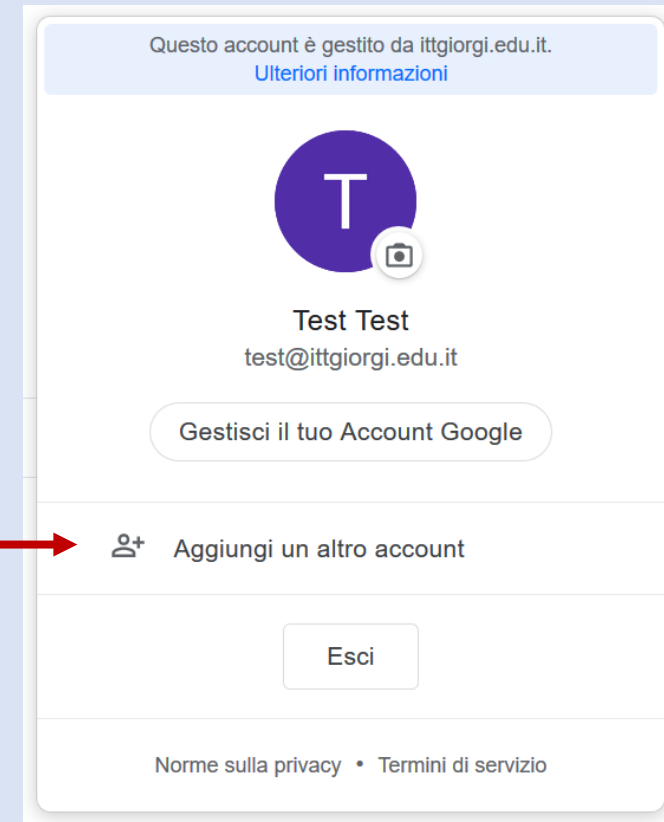 Questo account è gestito da ittgiorgi.edu.it.
Ulteriori informazioni
T
Test Test
test@ittgiorgi.edu.it
Gestisci il tuo Account Google
Aggiungi un altro account
Esci
Norme sulla privacy • Termini di servizio